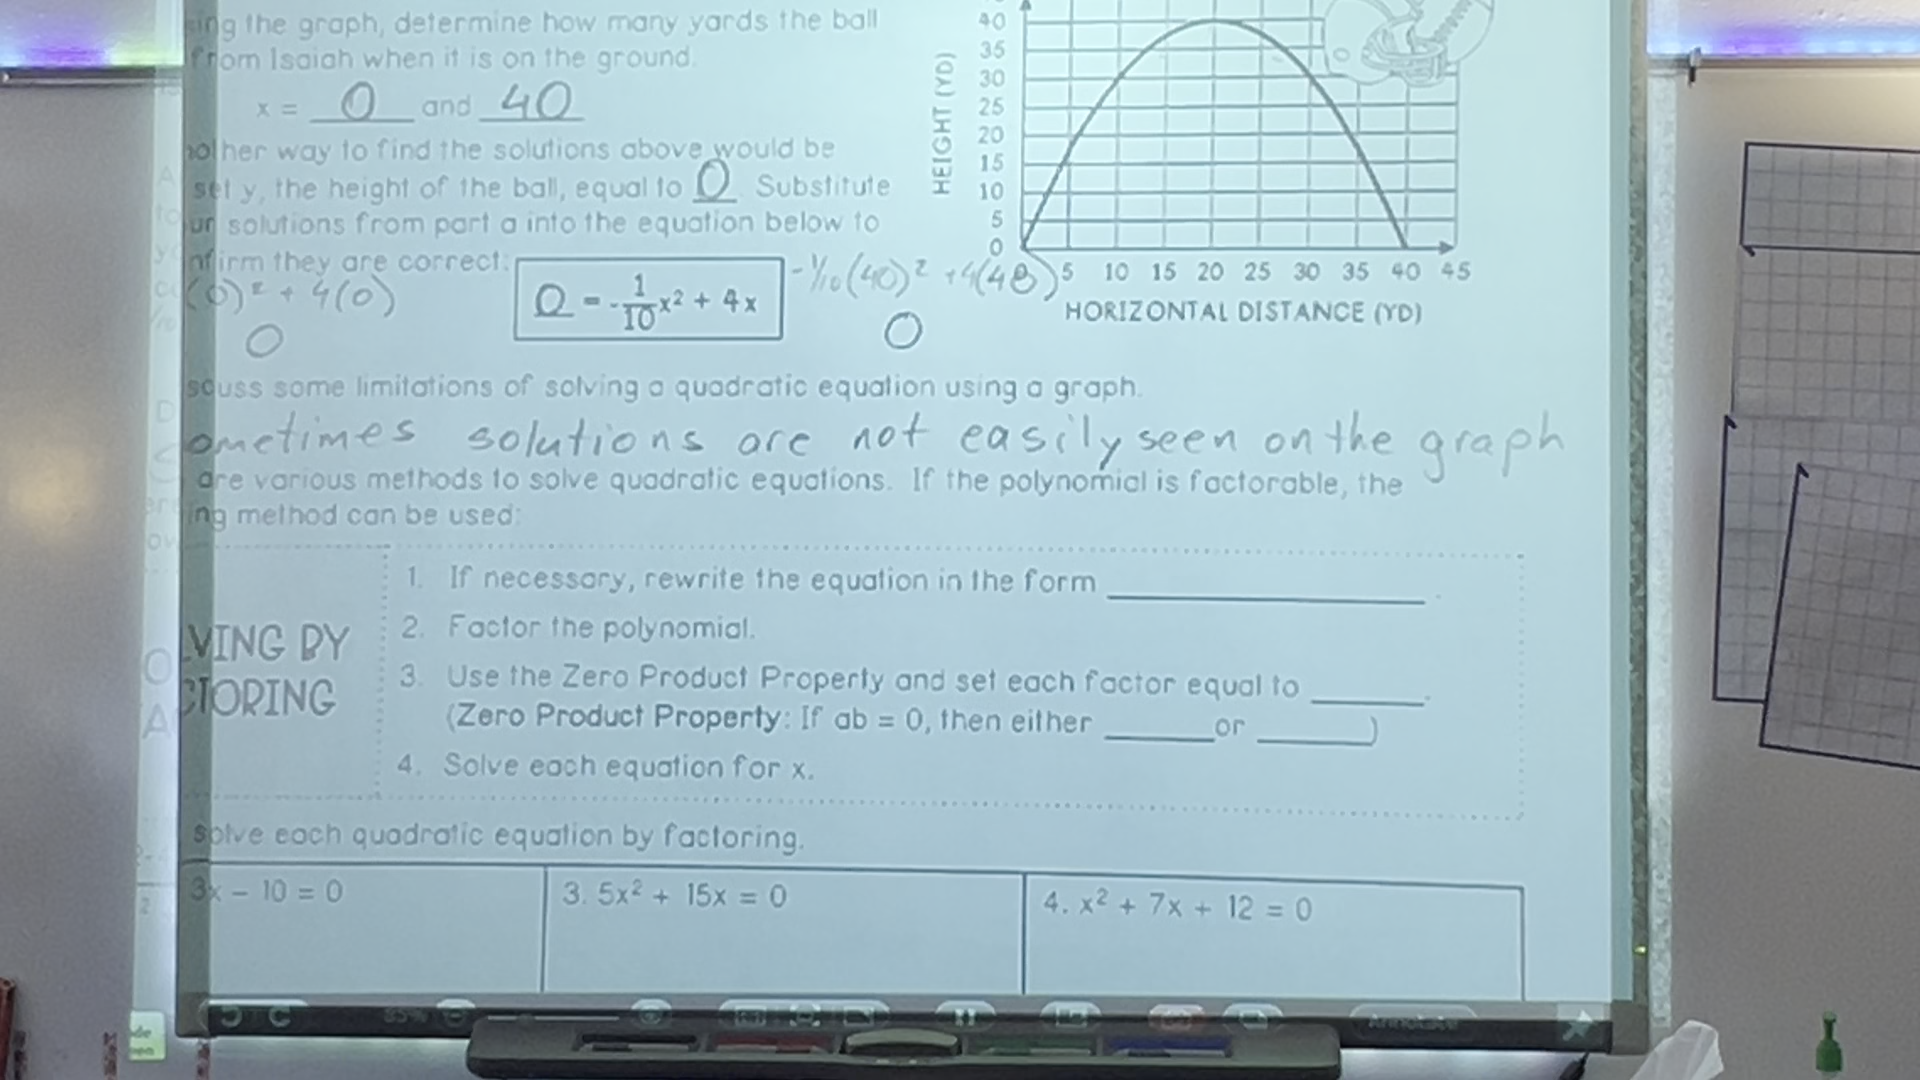 ing the graph, determine how many yards the ball
from Isaiah when it is on the ground.
x = 0 and 40
other way to find the solutions above would be
set y, the height of the ball, equal to 0. Substitute
ur solutions from part a into the equation below to
nfirm they are correct.
(0)² + 4(0)
0
0 = -1/10 x² + 4x
-1/10(40)² + 4(40)
0
HEIGHT (YD)
40
35
30
25
20
15
10
5
0
5 10 15 20 25 30 35 40 45
HORIZONTAL DISTANCE (YD)
scuss some limitations of solving a quadratic equation using a graph.
ometimes solutions are not easily seen on the graph
are various methods to solve quadratic equations. If the polynomial is factorable, the
ing method can be used:
LVING BY
CTORING
1. If necessary, rewrite the equation in the form ________.
2. Factor the polynomial.
3. Use the Zero Product Property and set each factor equal to ____.
(Zero Product Property: If ab = 0, then either ____ or ____)
4. Solve each equation for x.
solve each quadratic equation by factoring.
3x – 10 = 0
3. 5x² + 15x = 0
4. x² + 7x + 12 = 0
85%
Annotate